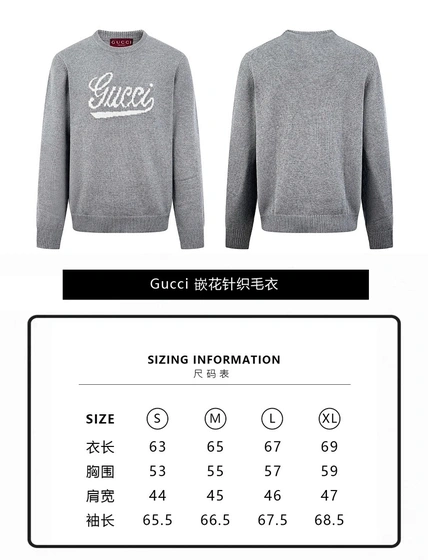 GUCCI
Gucci
Gucci 嵌花针织毛衣
SIZING INFORMATION
尺码表
SIZE S M L XL
衣长 63 65 67 69
胸围 53 55 57 59
肩宽 44 45 46 47
袖长 65.5 66.5 67.5 68.5